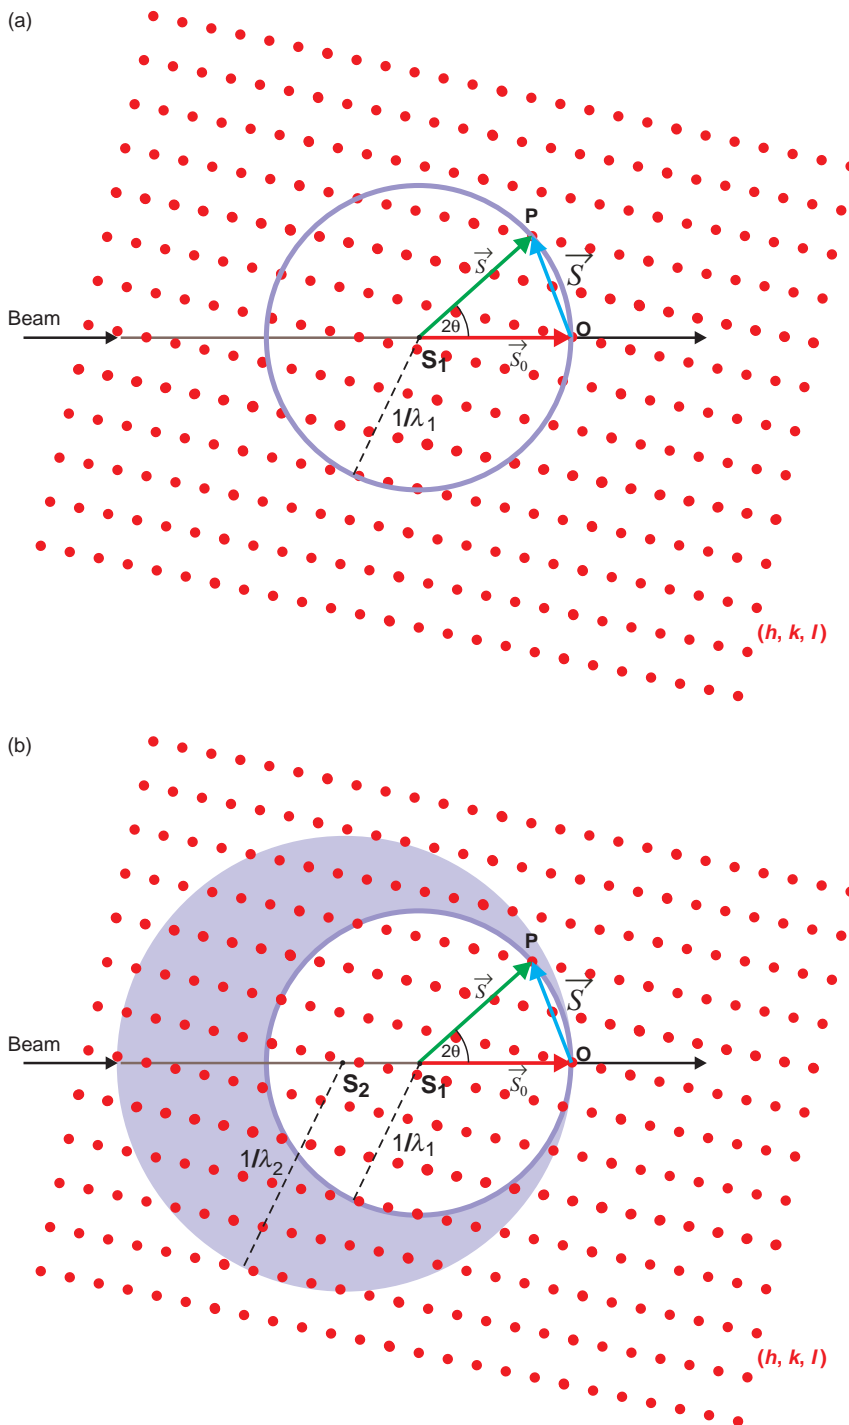 (a)
P
S
S
Beam
2θ
O
S₁
S₀
1/λ₁
(h, k, l)
(b)
P
S
S
Beam
2θ
O
S₂
S₁
S₀
1/λ₂
1/λ₁
(h, k, l)